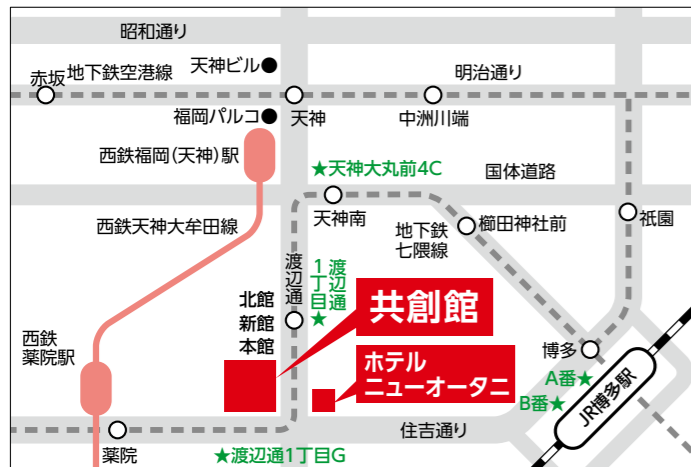 昭和通り
天神ビル●
地下鉄空港線
明治通り
赤坂
福岡パルコ●
天神
中洲川端
西鉄福岡(天神)駅
★天神大丸前4C
国体道路
天神南
地下鉄
七隈線
櫛田神社前
祇園
西鉄天神大牟田線
渡辺通
渡辺通
1丁目
★
北館
新館
本館
共創館
西鉄
薬院駅
ホテル
ニューオータニ
博多
A番★
B番★
JR博多駅
薬院
★渡辺通1丁目G
住吉通り